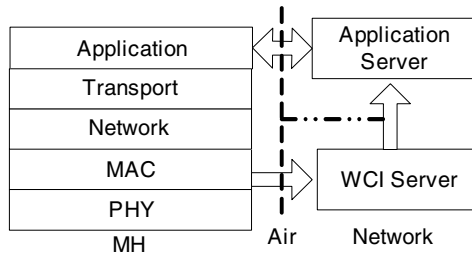 Application
Application
Server
Transport
Network
MAC
WCI Server
PHY
MH
Air
Network